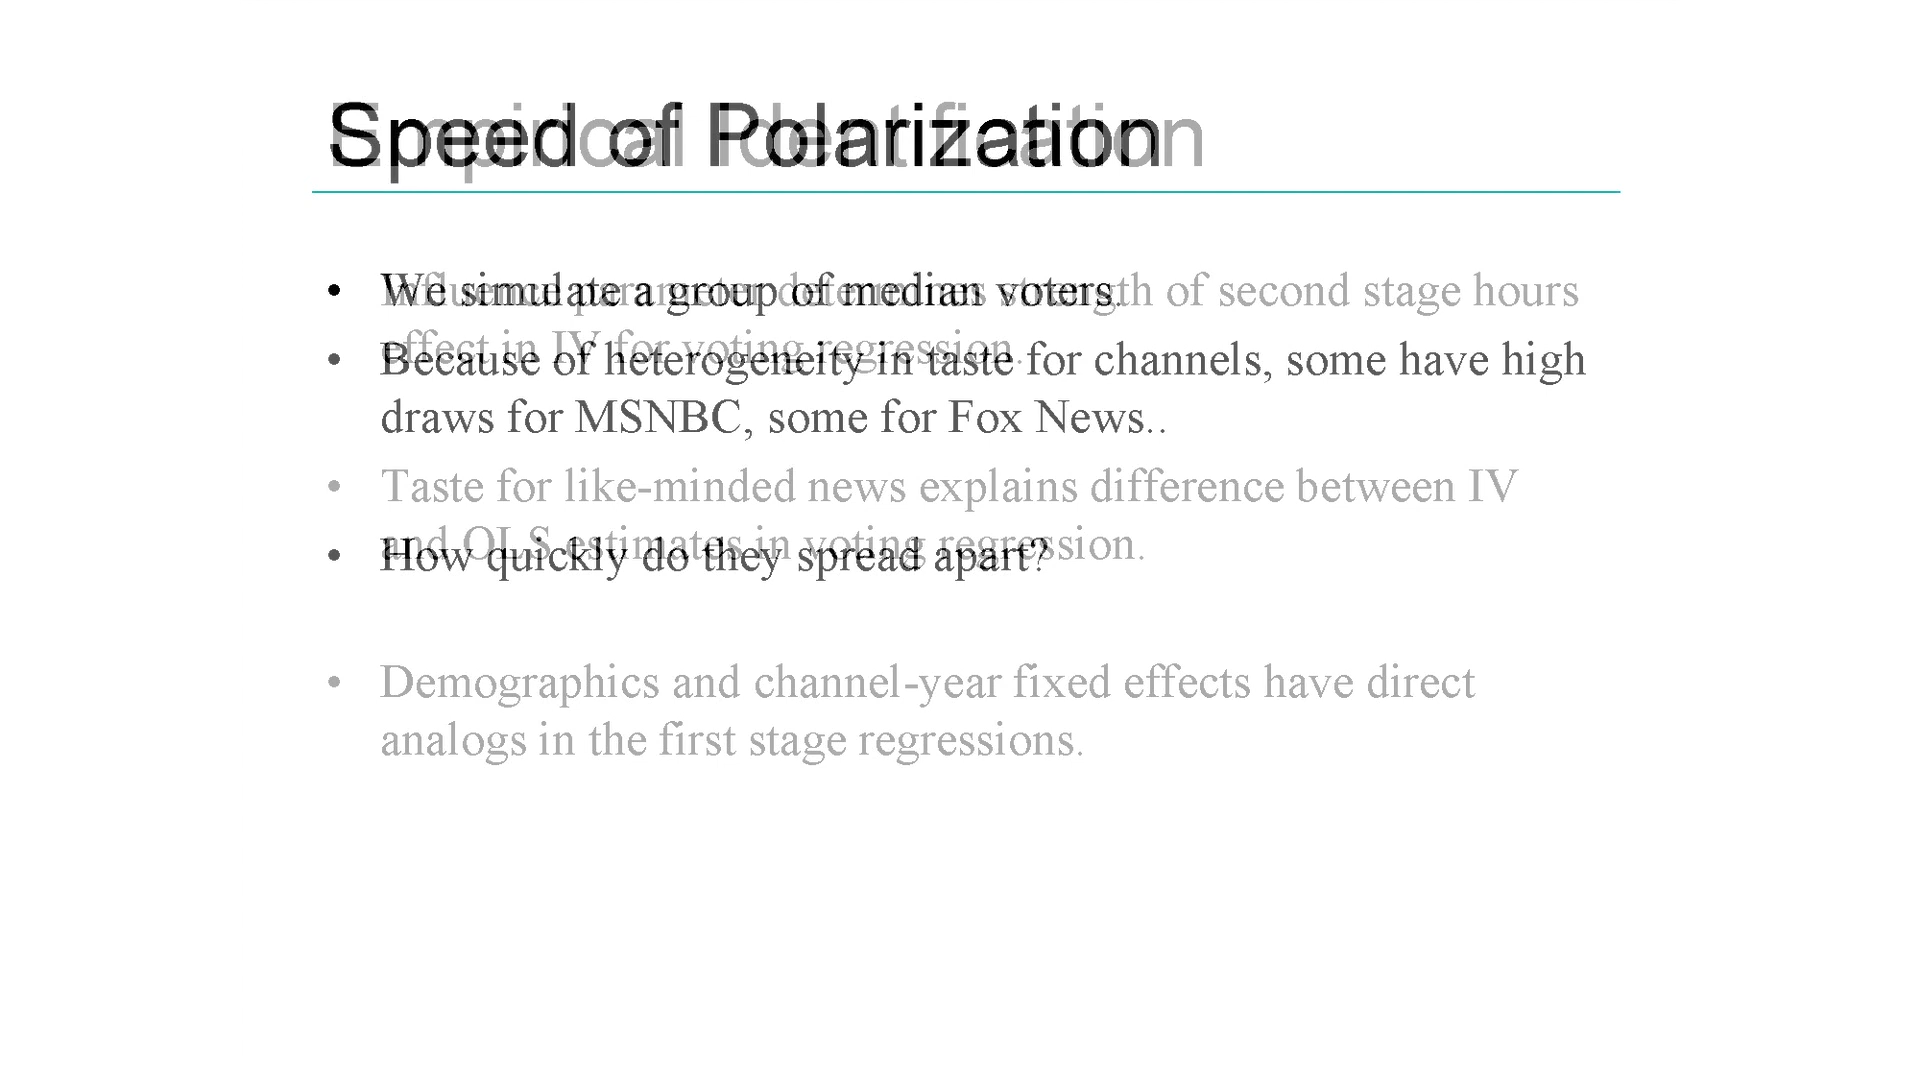 Speed of Polarization
• We simulate a group of median voters.
• Because of heterogeneity in taste for channels, some have high
draws for MSNBC, some for Fox News..
• How quickly do they spread apart?
Empirical Identification
Influence parameter determines strength of second stage hours
effect in IV for voting regression.
• Taste for like-minded news explains difference between IV
and OLS estimates in voting regression.
• Demographics and channel-year fixed effects have direct
analogs in the first stage regressions.